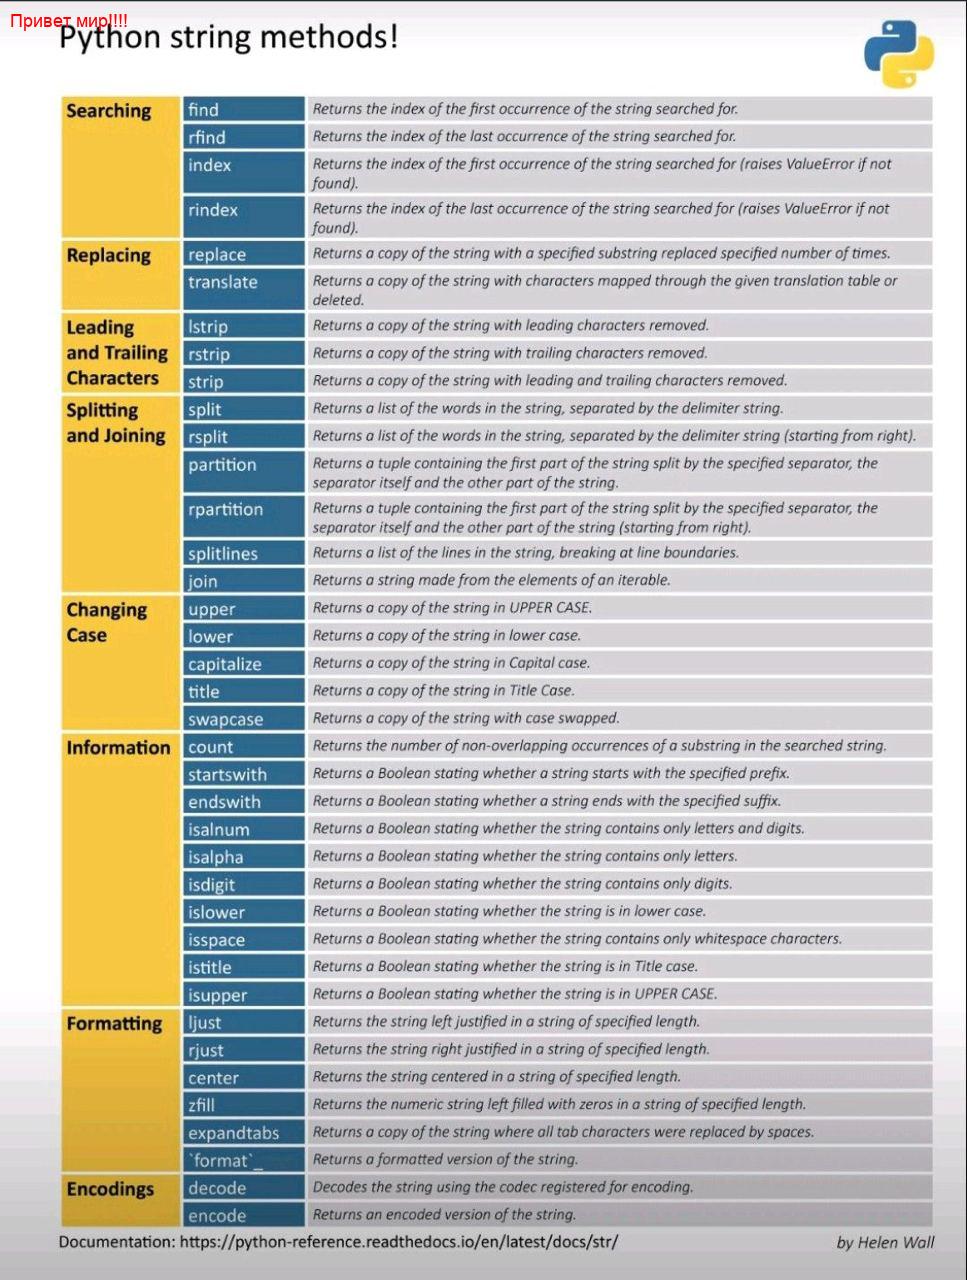 Привет мир!!!!
Python string methods!
Searching
find
Returns the index of the first occurrence of the string searched for.
rfind
Returns the index of the last occurrence of the string searched for.
index
Returns the index of the first occurrence of the string searched for (raises ValueError if not
found).
rindex
Returns the index of the last occurrence of the string searched for (raises ValueError if not
found).
Replacing
replace
Returns a copy of the string with a specified substring replaced specified number of times.
translate
Returns a copy of the string with characters mapped through the given translation table or
deleted.
Leading
and Trailing
Characters
lstrip
Returns a copy of the string with leading characters removed.
rstrip
Returns a copy of the string with trailing characters removed.
strip
Returns a copy of the string with leading and trailing characters removed.
Splitting
and Joining
split
Returns a list of the words in the string, separated by the delimiter string.
rsplit
Returns a list of the words in the string, separated by the delimiter string (starting from right).
partition
Returns a tuple containing the first part of the string split by the specified separator, the
separator itself and the other part of the string.
rpartition
Returns a tuple containing the first part of the string split by the specified separator, the
separator itself and the other part of the string (starting from right).
splitlines
Returns a list of the lines in the string, breaking at line boundaries.
join
Returns a string made from the elements of an iterable.
Changing
Case
upper
Returns a copy of the string in UPPER CASE.
lower
Returns a copy of the string in lower case.
capitalize
Returns a copy of the string in Capital case.
title
Returns a copy of the string in Title Case.
swapcase
Returns a copy of the string with case swapped.
Information
count
Returns the number of non-overlapping occurrences of a substring in the searched string.
startswith
Returns a Boolean stating whether a string starts with the specified prefix.
endswith
Returns a Boolean stating whether a string ends with the specified suffix.
isalnum
Returns a Boolean stating whether the string contains only letters and digits.
isalpha
Returns a Boolean stating whether the string contains only letters.
isdigit
Returns a Boolean stating whether the string contains only digits.
islower
Returns a Boolean stating whether the string is in lower case.
isspace
Returns a Boolean stating whether the string contains only whitespace characters.
istitle
Returns a Boolean stating whether the string is in Title case.
isupper
Returns a Boolean stating whether the string is in UPPER CASE.
Formatting
ljust
Returns the string left justified in a string of specified length.
rjust
Returns the string right justified in a string of specified length.
center
Returns the string centered in a string of specified length.
zfill
Returns the numeric string left filled with zeros in a string of specified length.
expandtabs
Returns a copy of the string where all tab characters were replaced by spaces.
`format`_
Returns a formatted version of the string.
Encodings
decode
Decodes the string using the codec registered for encoding.
encode
Returns an encoded version of the string.
Documentation: https://python-reference.readthedocs.io/en/latest/docs/str/
by Helen Wall